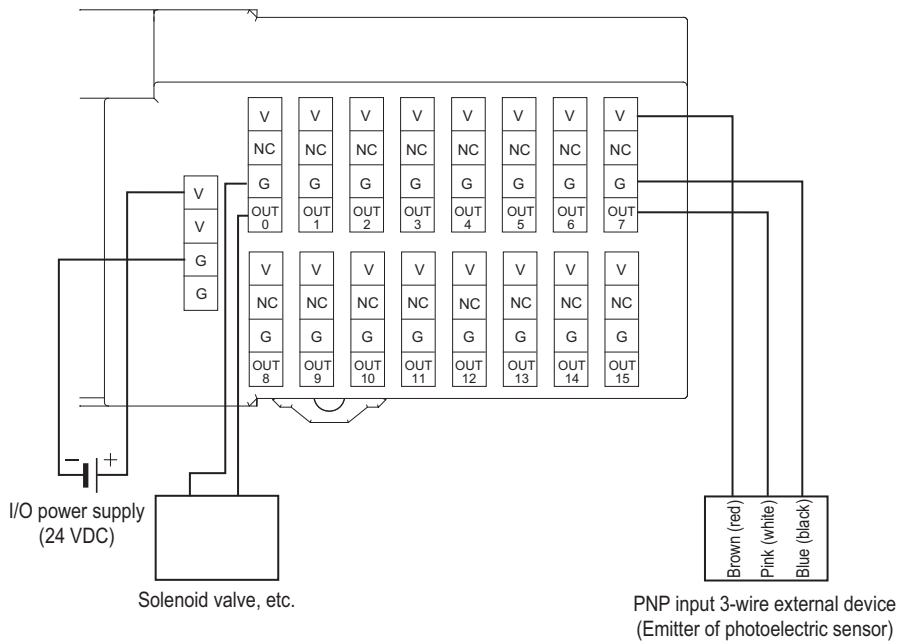 V V V V V V V V
NC NC NC NC NC NC NC NC
G G G G G G G G
OUT 0 OUT 1 OUT 2 OUT 3 OUT 4 OUT 5 OUT 6 OUT 7
V
V
G
G
V V V V V V V V
NC NC NC NC NC NC NC NC
G G G G G G G G
OUT 8 OUT 9 OUT 10 OUT 11 OUT 12 OUT 13 OUT 14 OUT 15
− +
I/O power supply
(24 VDC)
Solenoid valve, etc.
Brown (red)
Pink (white)
Blue (black)
PNP input 3-wire external device
(Emitter of photoelectric sensor)